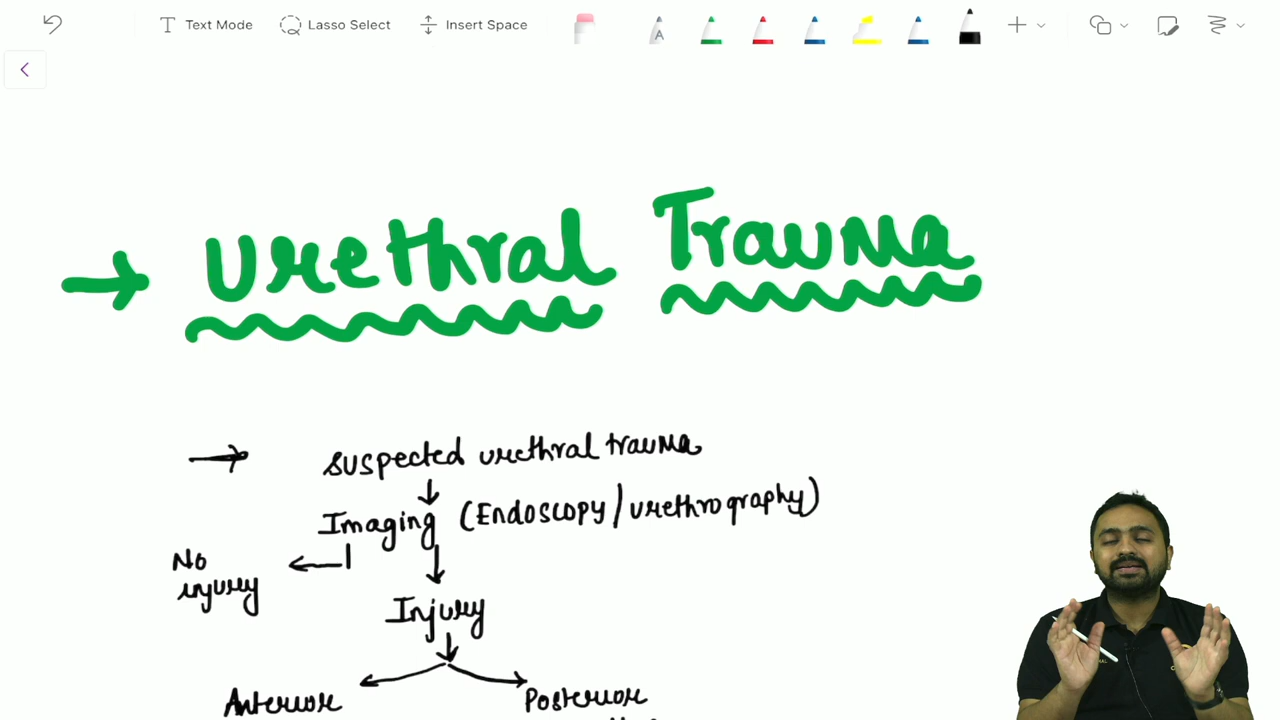 Text Mode Lasso Select Insert Space
A
→ Urethral Trauma
→ suspected urethral trauma
↓
Imaging (Endoscopy/urethrography)
No
injury
Injury
Anterior Posterior